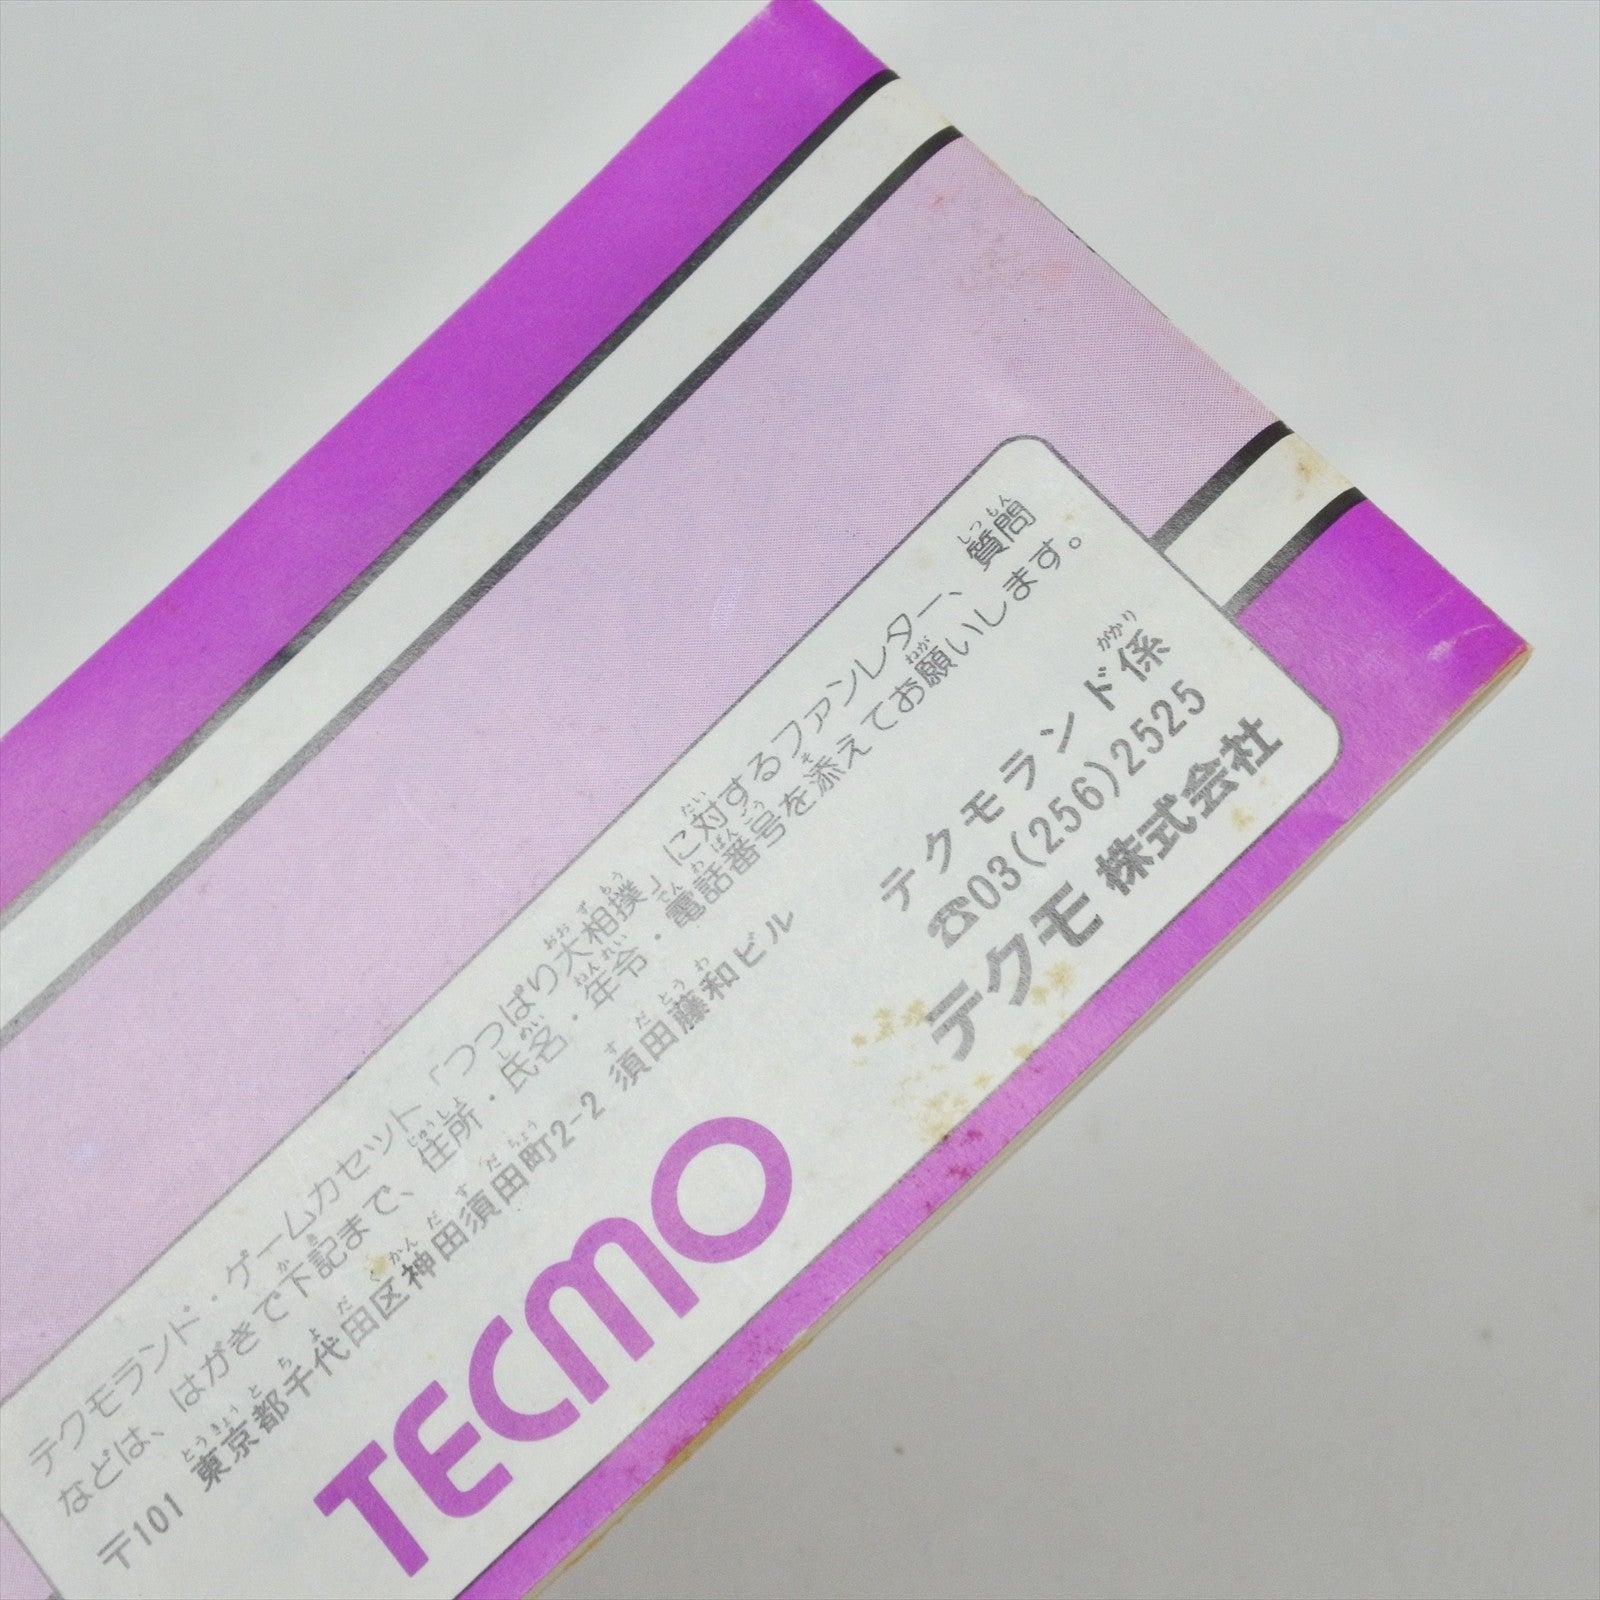 テクモランド・ゲームカセット「つっぱり大相撲」に対するファンレター、質問
などは、はがきで下記まで、住所・氏名・年令・電話番号を添えてお願いします。
〒101 東京都千代田区神田須田町2-2 須田藤和ビル
テクモランド係
☎03(256)2525
TECMO テクモ株式会社